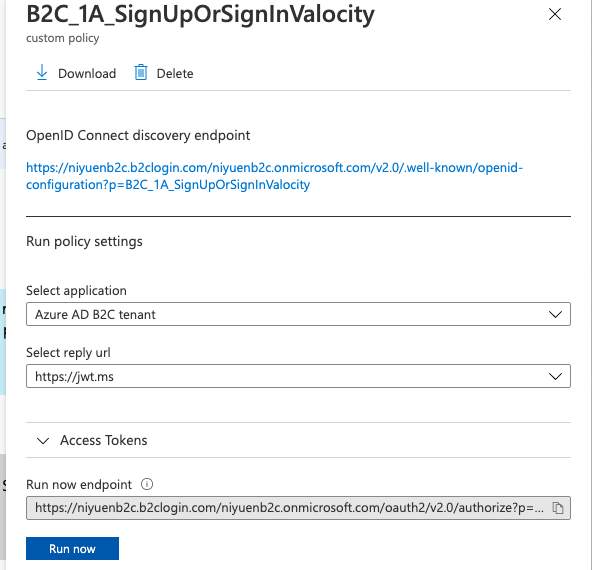 B2C_1A_SignUpOrSignInValocity
custom policy
Download
Delete
OpenID Connect discovery endpoint
https://niyuenb2c.b2clogin.com/niyuenb2c.onmicrosoft.com/v2.0/.well-known/openid-
configuration?p=B2C_1A_SignUpOrSignInValocity
Run policy settings
Select application
Azure AD B2C tenant
Select reply url
https://jwt.ms
Access Tokens
Run now endpoint
https://niyuenb2c.b2clogin.com/niyuenb2c.onmicrosoft.com/oauth2/v2.0/authorize?p=...
Run now